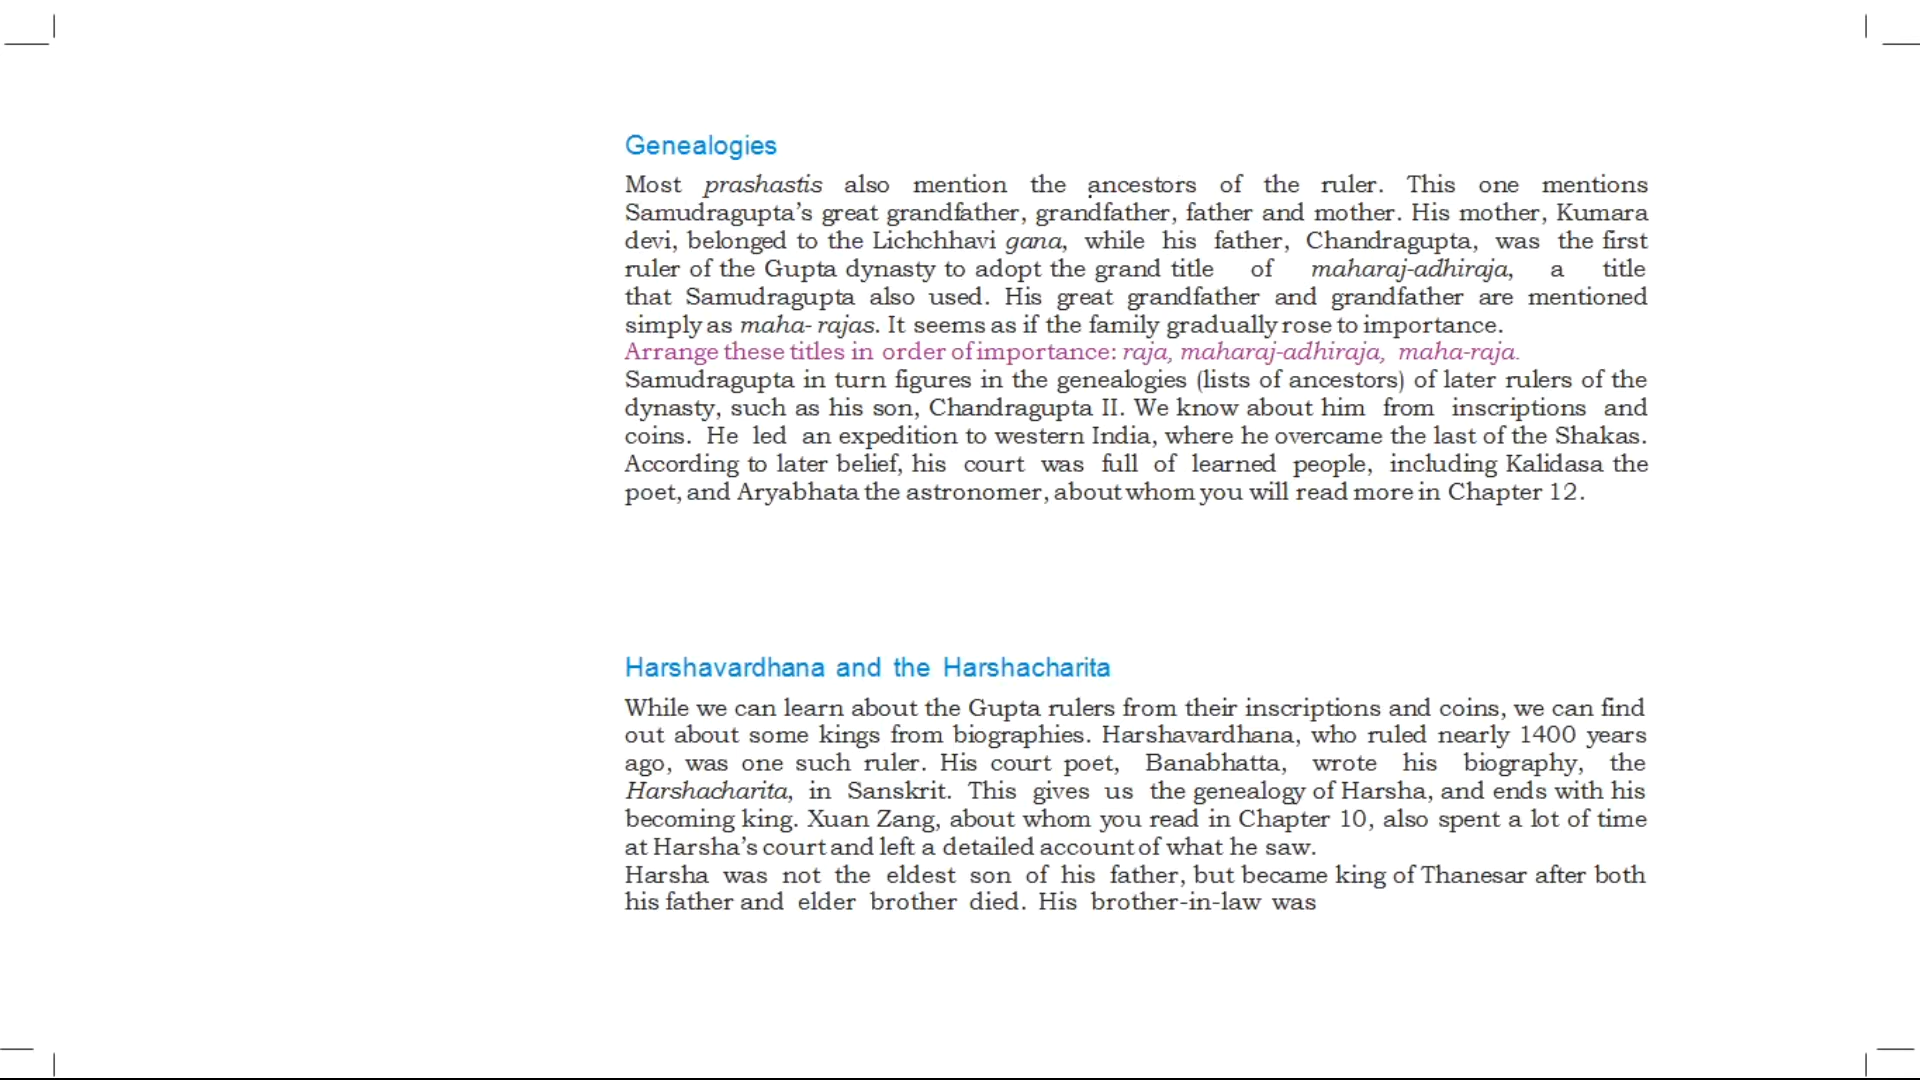 Genealogies
Most prashastis also mention the ancestors of the ruler. This one mentions
Samudragupta’s great grandfather, grandfather, father and mother. His mother, Kumara
devi, belonged to the Lichchhavi gana, while his father, Chandragupta, was the first
ruler of the Gupta dynasty to adopt the grand title of maharaj-adhiraja, a title
that Samudragupta also used. His great grandfather and grandfather are mentioned
simply as maha- rajas. It seems as if the family gradually rose to importance.
Arrange these titles in order of importance: raja, maharaj-adhiraja, maha-raja.
Samudragupta in turn figures in the genealogies (lists of ancestors) of later rulers of the
dynasty, such as his son, Chandragupta II. We know about him from inscriptions and
coins. He led an expedition to western India, where he overcame the last of the Shakas.
According to later belief, his court was full of learned people, including Kalidasa the
poet, and Aryabhata the astronomer, about whom you will read more in Chapter 12.
Harshavardhana and the Harshacharita
While we can learn about the Gupta rulers from their inscriptions and coins, we can find
out about some kings from biographies. Harshavardhana, who ruled nearly 1400 years
ago, was one such ruler. His court poet, Banabhatta, wrote his biography, the
Harshacharita, in Sanskrit. This gives us the genealogy of Harsha, and ends with his
becoming king. Xuan Zang, about whom you read in Chapter 10, also spent a lot of time
at Harsha’s court and left a detailed account of what he saw.
Harsha was not the eldest son of his father, but became king of Thanesar after both
his father and elder brother died. His brother-in-law was